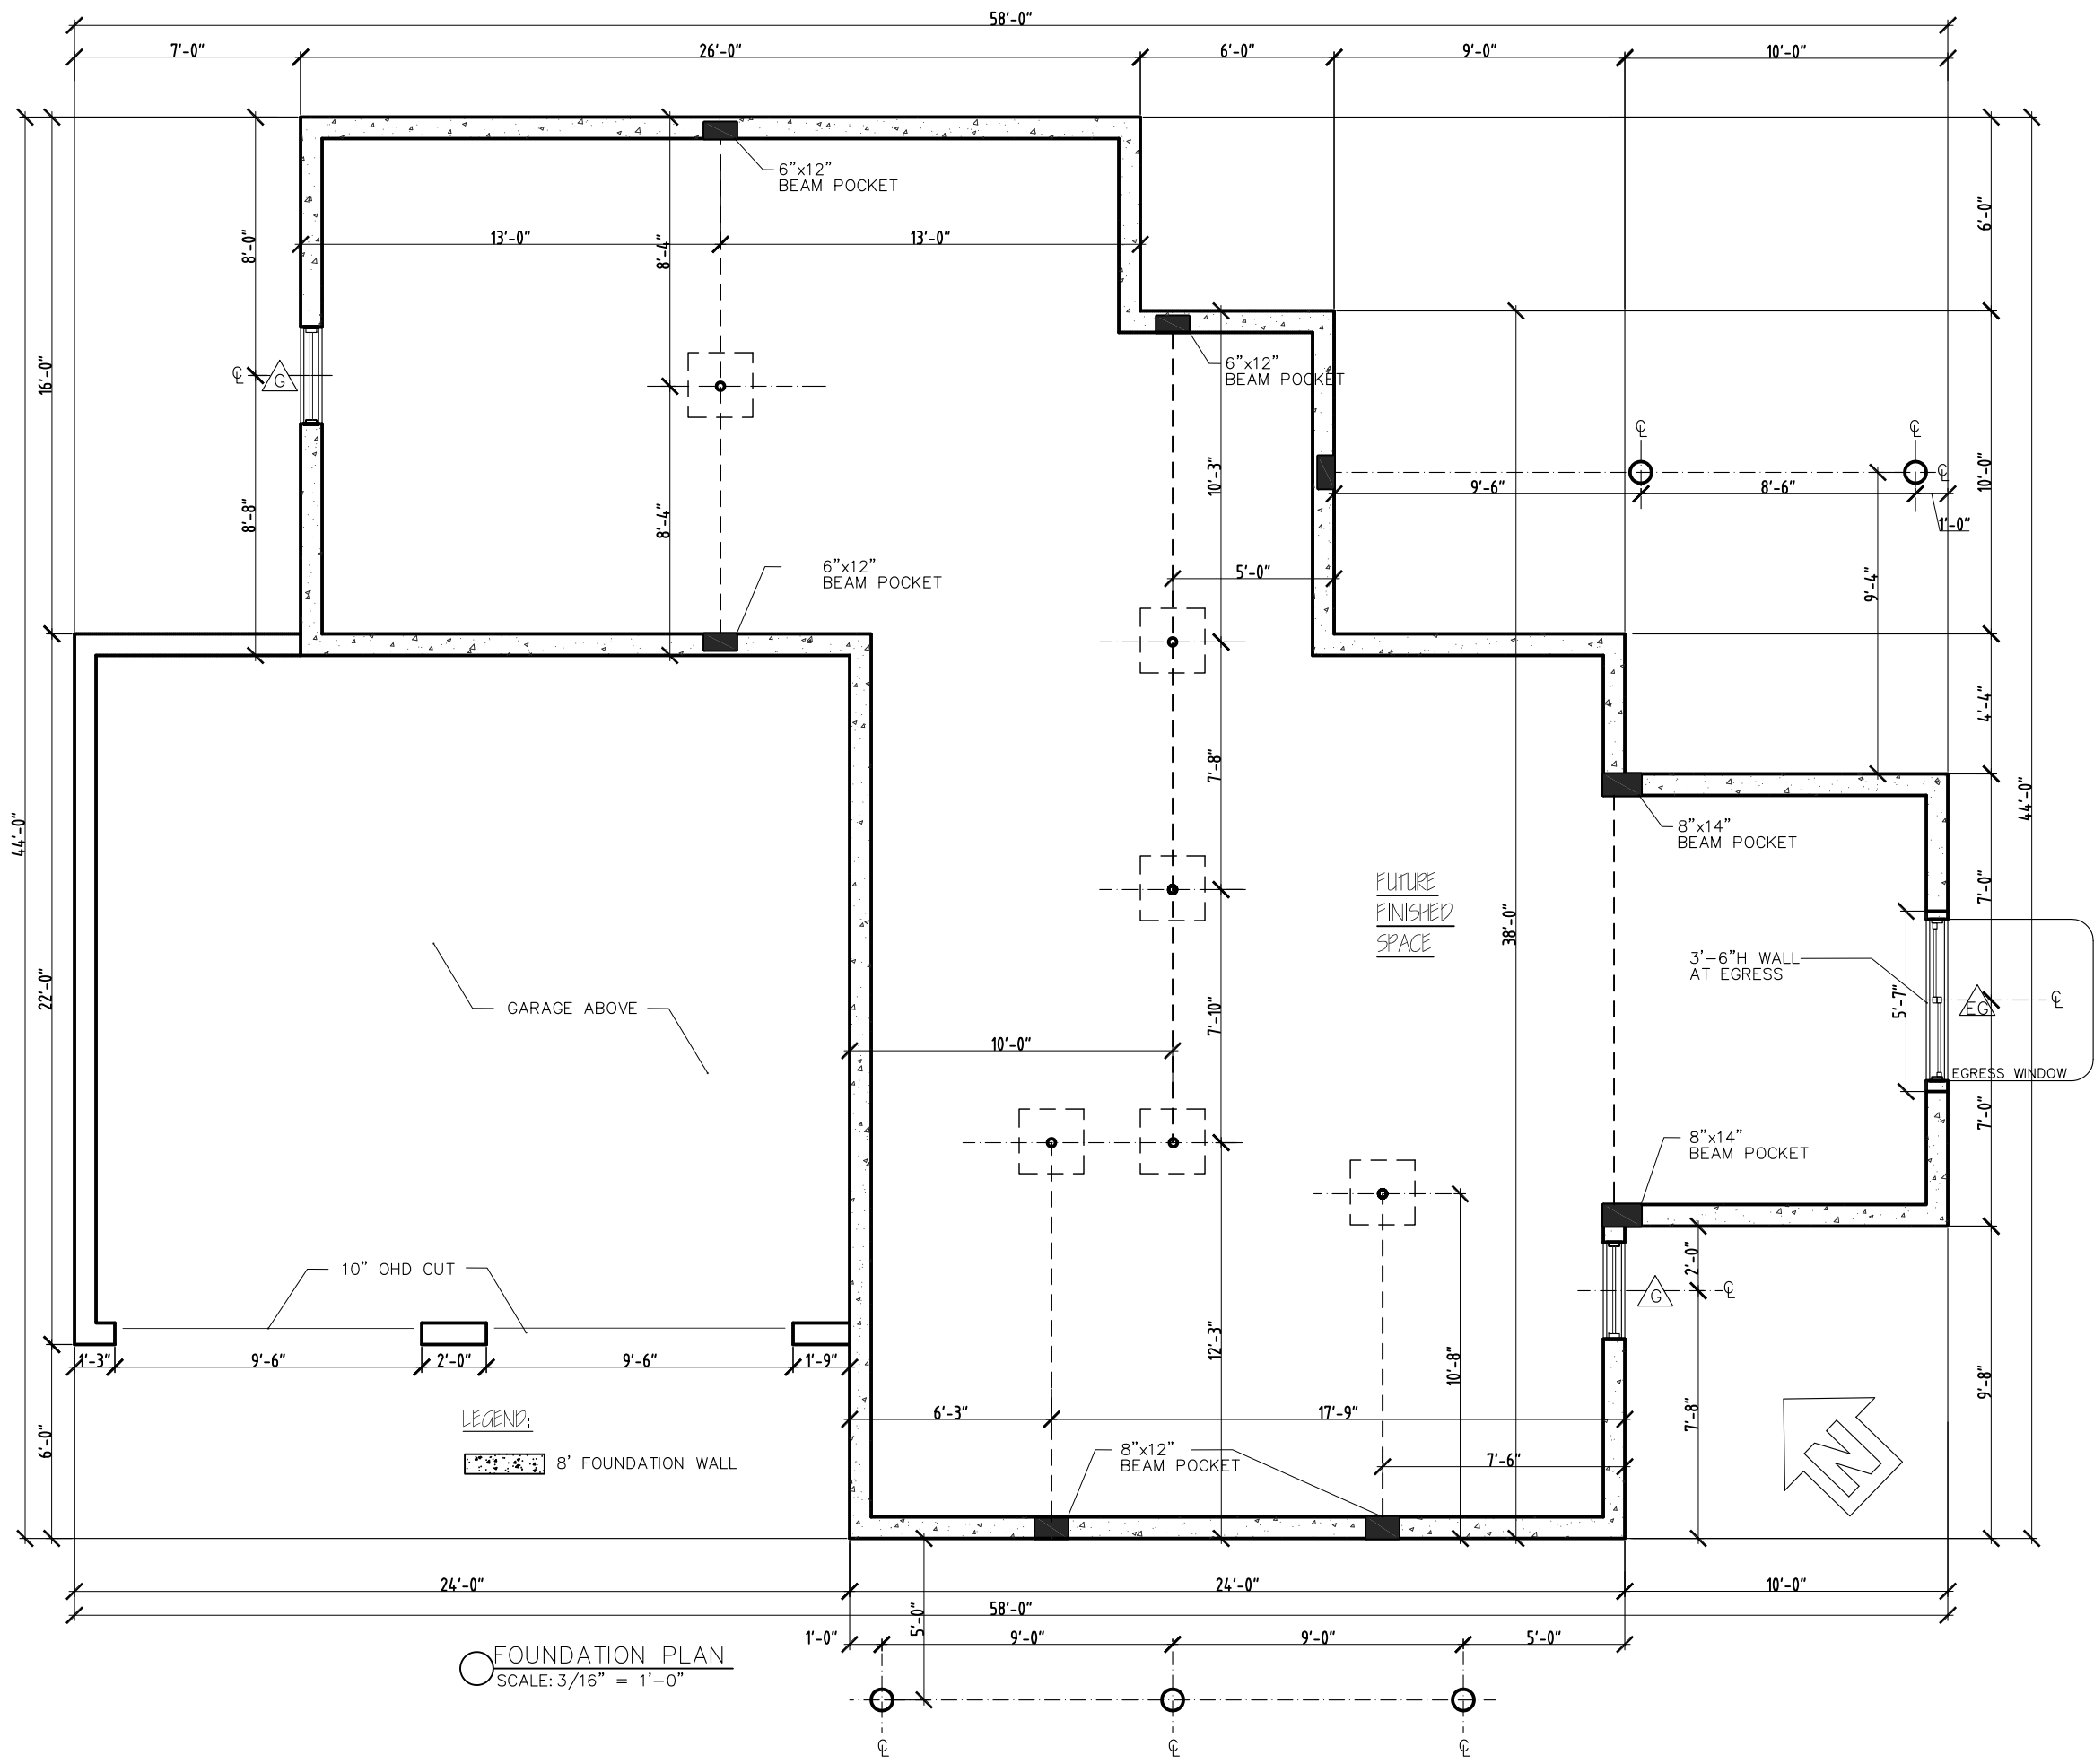 58'-0"
7'-0"
26'-0"
6'-0"
9'-0"
10'-0"
6"x12"
BEAM POCKET
8'-0"
13'-0"
8'-4"
13'-0"
6'-0"
16'-0"
℄
G
6"x12"
BEAM POCKET
℄
℄
10'-3"
9'-6"
8'-6"
℄
10'-0"
1'-0"
8'-8"
8'-4"
6"x12"
BEAM POCKET
5'-0"
9'-4"
4'-4"
7'-8"
44'-0"
44'-0"
8"x14"
BEAM POCKET
FUTURE
FINISHED
SPACE
38'-0"
7'-0"
3'-6"H WALL
AT EGRESS
5'-7"
EG
℄
22'-0"
GARAGE ABOVE
7'-10"
10'-0"
EGRESS WINDOW
7'-0"
8"x14"
BEAM POCKET
10" OHD CUT
2'-0"
G
℄
1'-3"
9'-6"
2'-0"
9'-6"
1'-9"
12'-3"
10'-8"
9'-8"
6'-0"
LEGEND:
6'-3"
17'-9"
7'-8"
8' FOUNDATION WALL
8"x12"
BEAM POCKET
7'-6"
N
24'-0"
24'-0"
10'-0"
58'-0"
5'-0"
1'-0"
9'-0"
9'-0"
5'-0"
FOUNDATION PLAN
SCALE: 3/16" = 1'-0"
℄
℄
℄